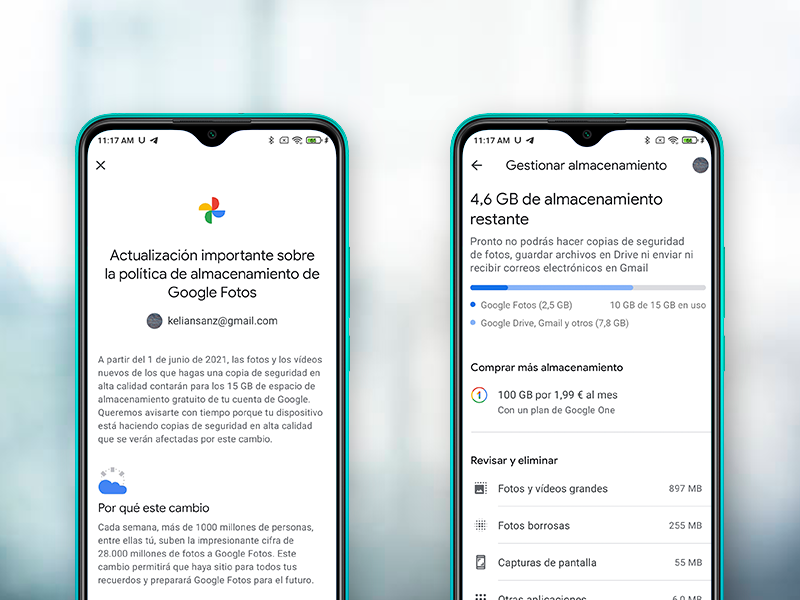 11:17 AM
Actualización importante sobre
la política de almacenamiento de
Google Fotos
keliansanz@gmail.com
A partir del 1 de junio de 2021, las fotos y los vídeos
nuevos de los que hagas una copia de seguridad en
alta calidad contarán para los 15 GB de espacio de
almacenamiento gratuito de tu cuenta de Google.
Queremos avisarte con tiempo porque tu dispositivo
está haciendo copias de seguridad en alta calidad
que se verán afectadas por este cambio.
Por qué este cambio
Cada semana, más de 1000 millones de personas,
entre ellas tú, suben la impresionante cifra de
28.000 millones de fotos a Google Fotos. Este
cambio permitirá que haya sitio para todos tus
recuerdos y preparará Google Fotos para el futuro.
11:17 AM
Gestionar almacenamiento
4,6 GB de almacenamiento
restante
Pronto no podrás hacer copias de seguridad
de fotos, guardar archivos en Drive ni enviar ni
recibir correos electrónicos en Gmail
Google Fotos (2,5 GB) 10 GB de 15 GB en uso
Google Drive, Gmail y otros (7,8 GB)
Comprar más almacenamiento
1 100 GB por 1,99 € al mes
Con un plan de Google One
Revisar y eliminar
Fotos y vídeos grandes 897 MB
Fotos borrosas 255 MB
Capturas de pantalla 55 MB
Otras aplicaciones 6,0 MB